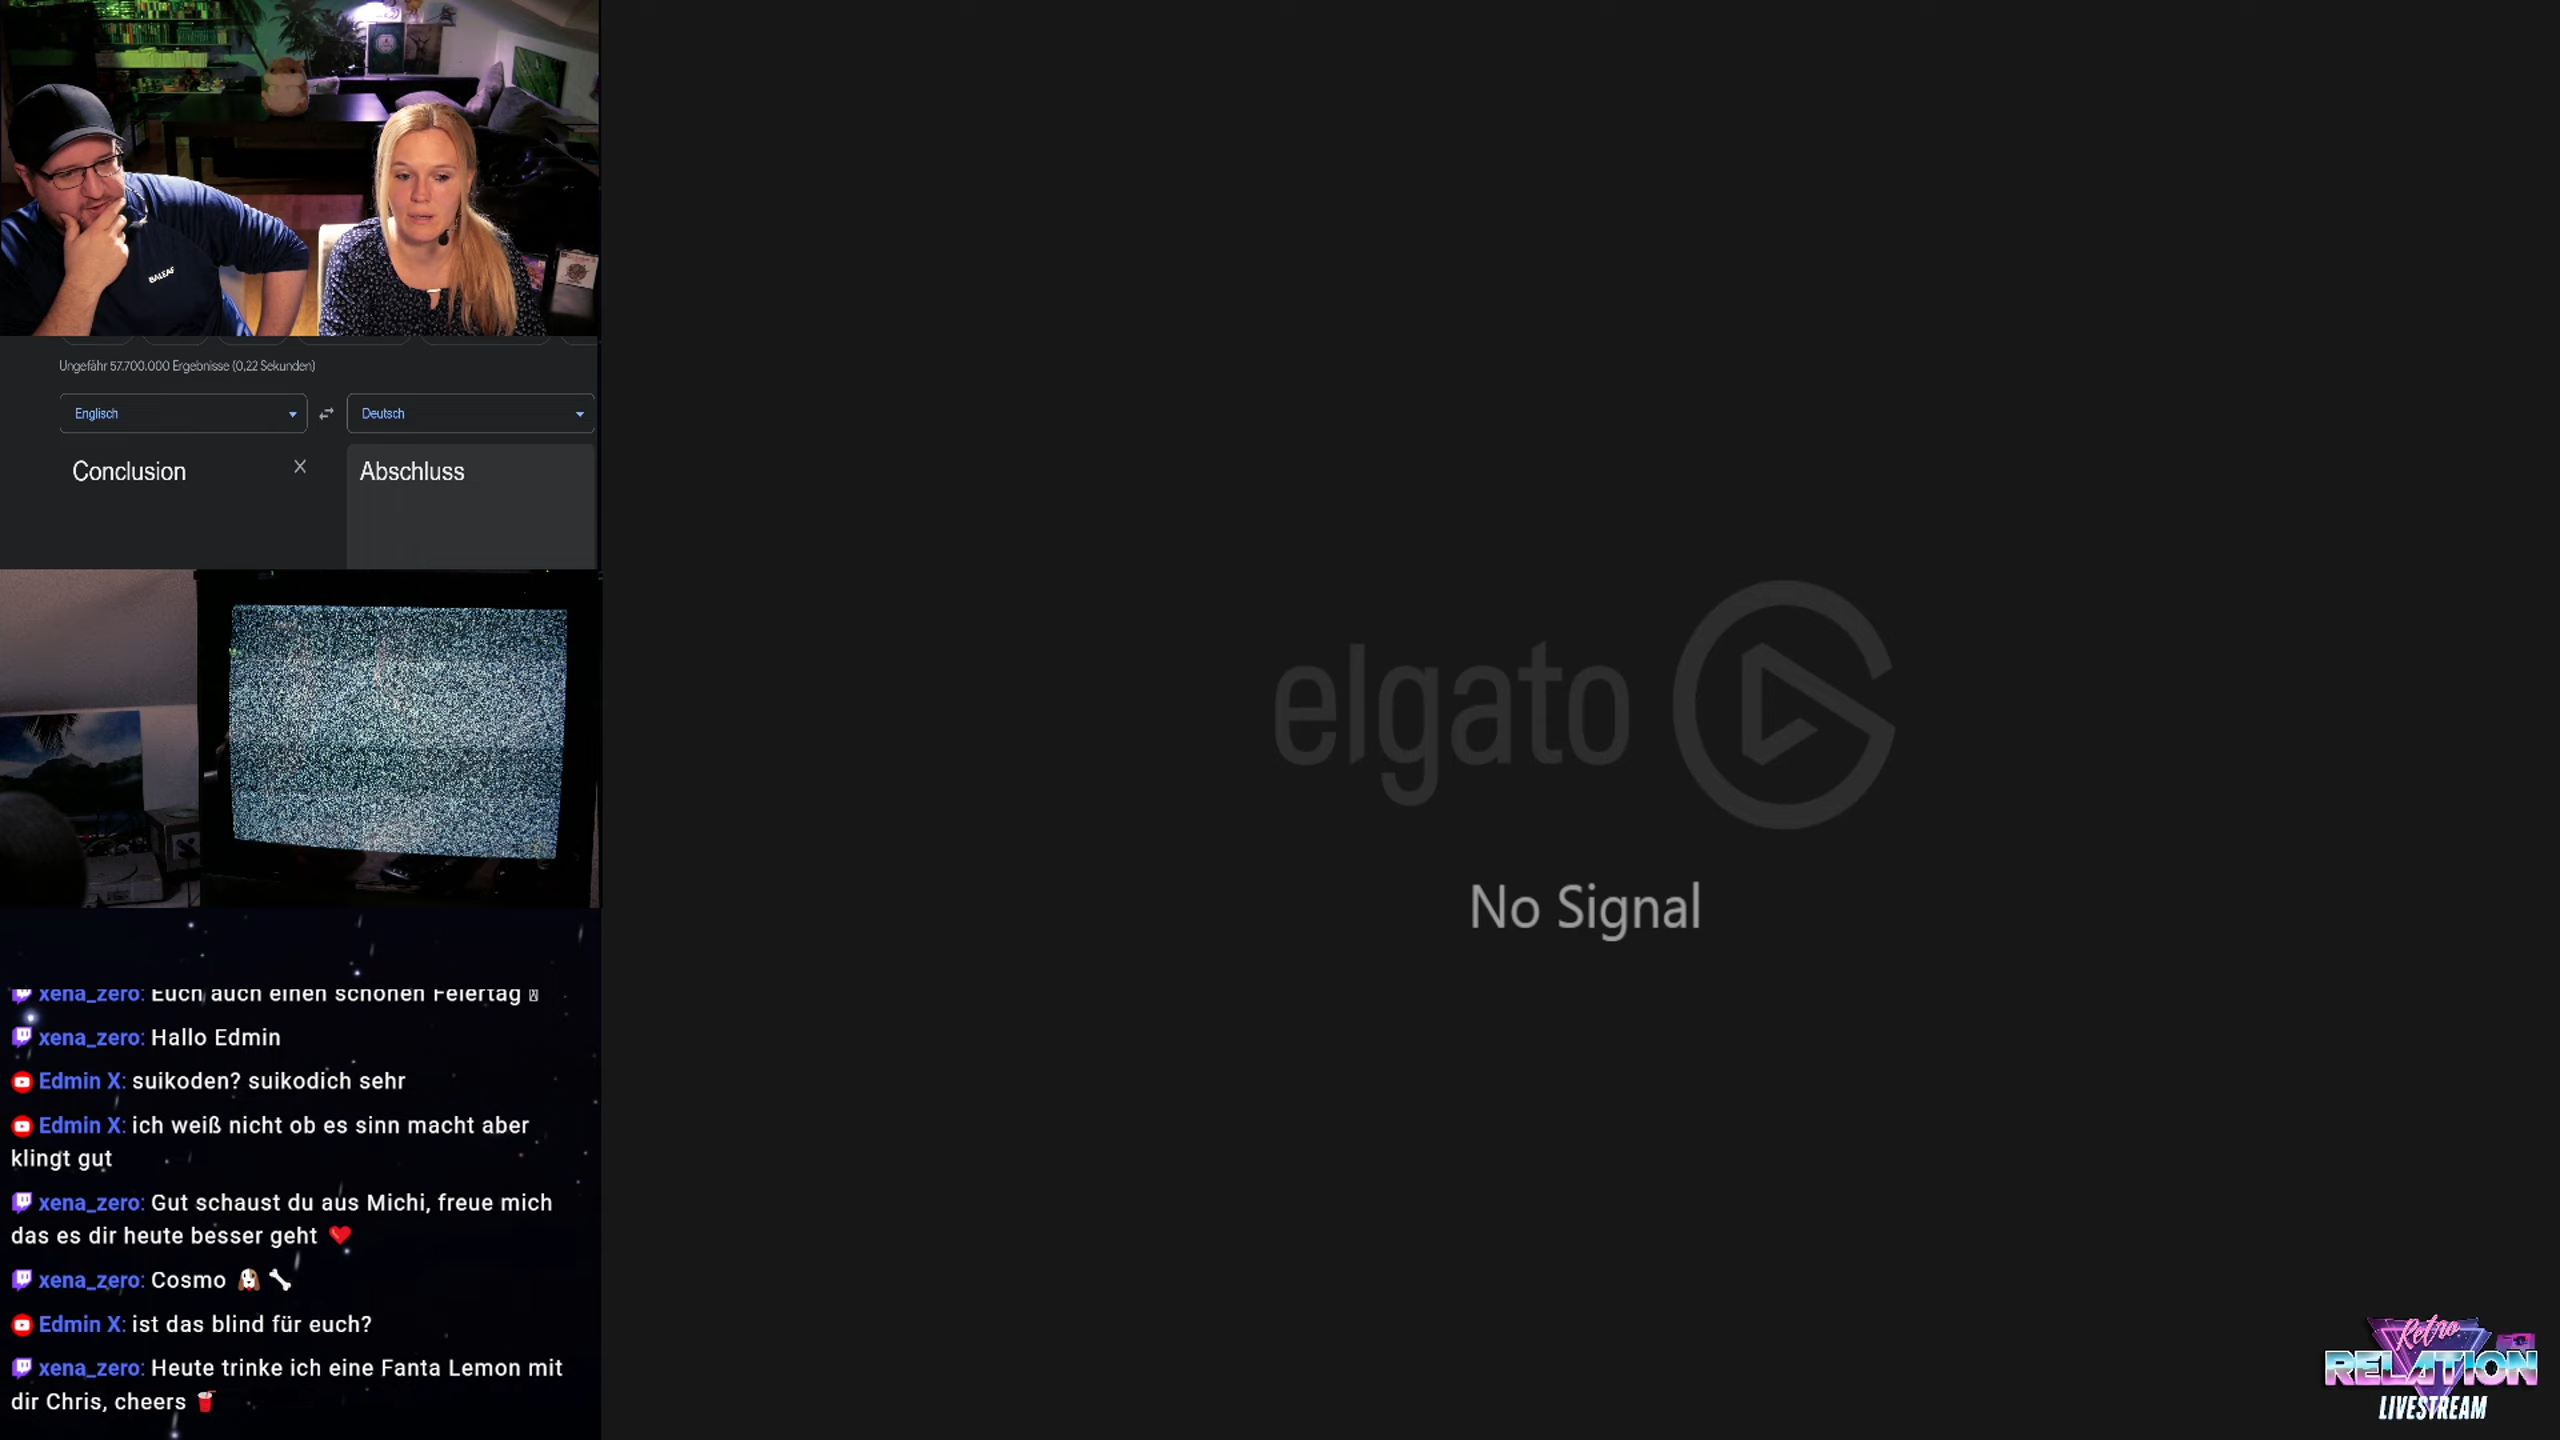 BALEAF
Ungefähr 57.700.000 Ergebnisse (0,22 Sekunden)
Englisch
Deutsch
Conclusion
Abschluss
xena_zero: Euch auch einen schönen Feiertag
xena_zero: Hallo Edmin
Edmin X: suikoden? suikodich sehr
Edmin X: ich weiß nicht ob es sinn macht aber
klingt gut
xena_zero: Gut schaust du aus Michi, freue mich
das es dir heute besser geht ❤️
xena_zero: Cosmo 🐶 🦴
Edmin X: ist das blind für euch?
xena_zero: Heute trinke ich eine Fanta Lemon mit
dir Chris, cheers 🥤
elgato
No Signal
Retro
RELATION
LIVESTREAM